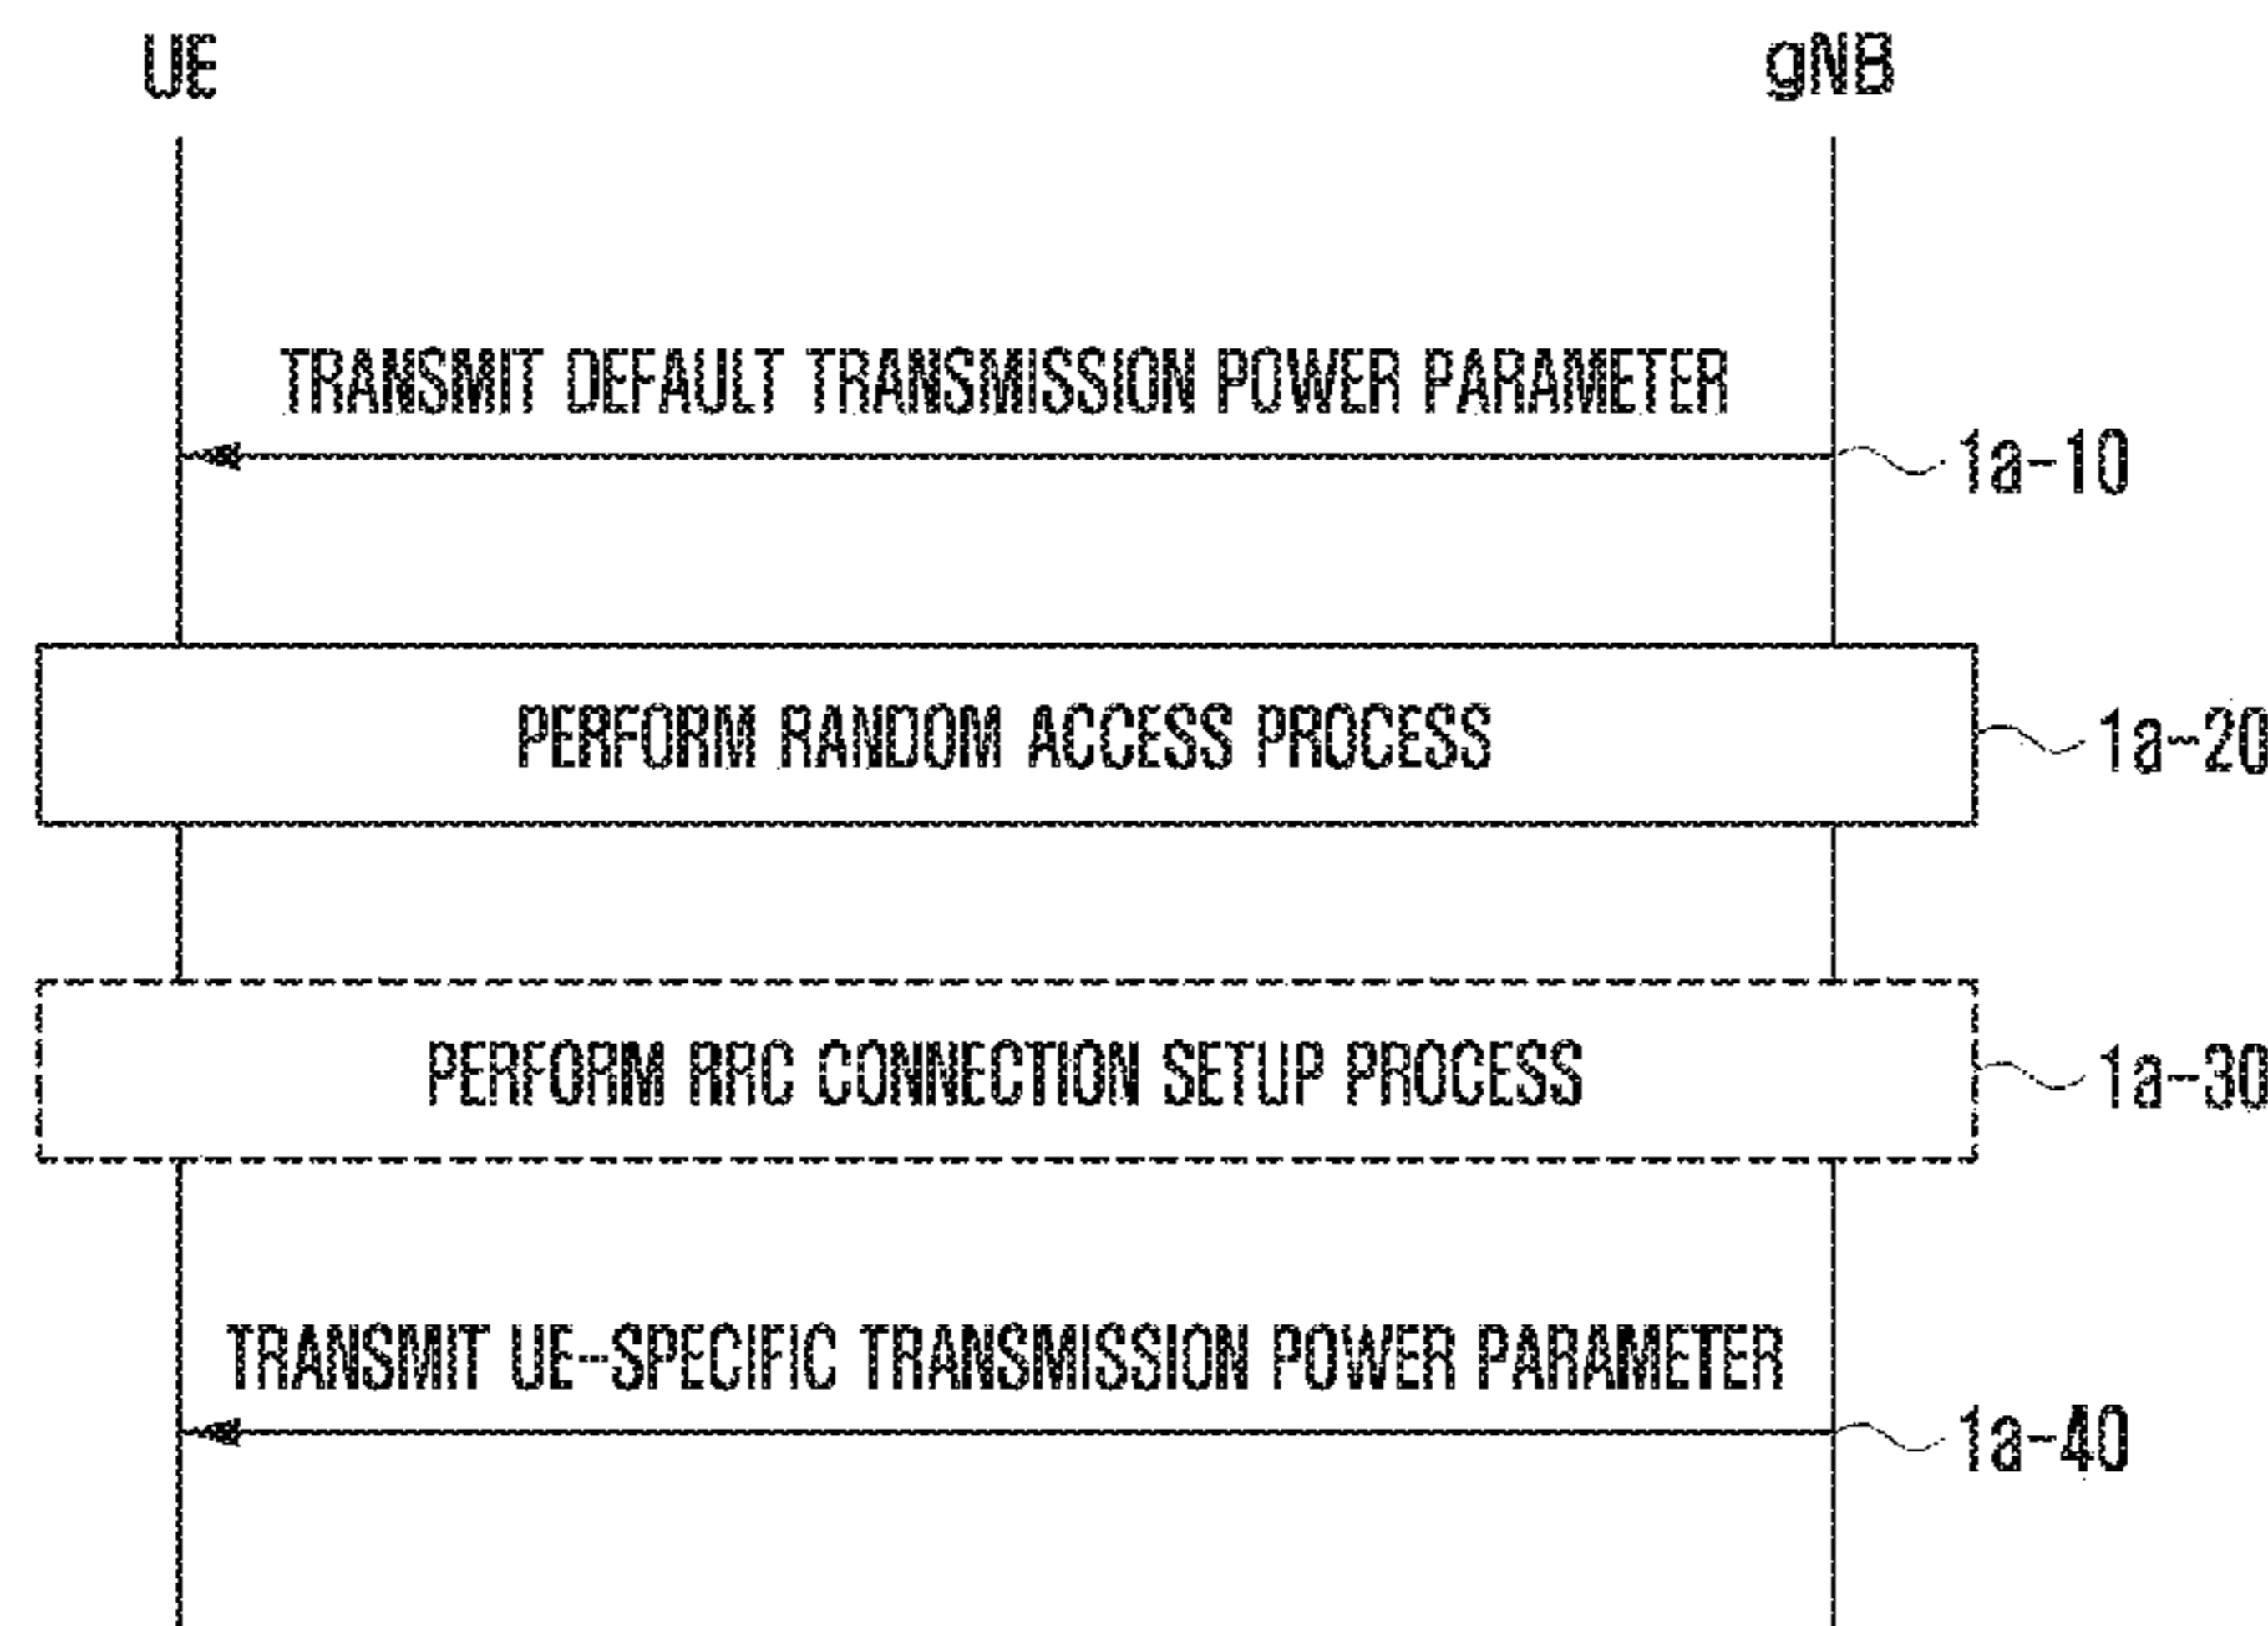 UE gNB
TRANSMIT DEFAULT TRANSMISSION POWER PARAMETER
1a-10
PERFORM RANDOM ACCESS PROCESS
1a-20
PERFORM RRC CONNECTION SETUP PROCESS
1a-30
TRANSMIT UE-SPECIFIC TRANSMISSION POWER PARAMETER
1a-40